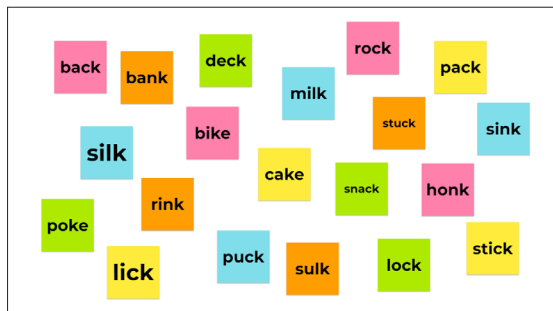 back
bank
deck
milk
rock
pack
silk
bike
stuck
sink
cake
rink
snack
honk
poke
lick
puck
sulk
lock
stick